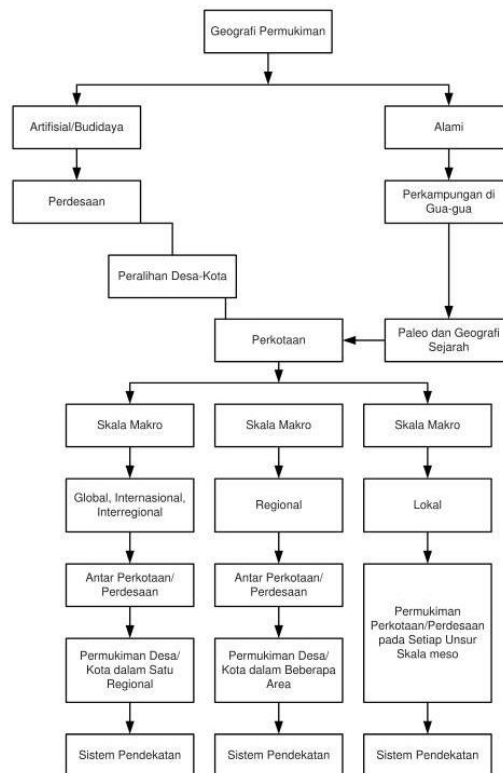 Geografi Permukiman
Artifisial/Budidaya
Alami
Perdesaan
Perkampungan di
Gua-gua
Peralihan Desa-Kota
Perkotaan
Paleo dan Geografi
Sejarah
Skala Makro
Skala Makro
Skala Makro
Global, Internasional,
Interregional
Regional
Lokal
Antar Perkotaan/
Perdesaan
Antar Perkotaan/
Perdesaan
Permukiman
Perkotaan/Perdesaan
pada Setiap Unsur
Skala meso
Permukiman Desa/
Kota dalam Satu
Regional
Permukiman Desa/
Kota dalam Beberapa
Area
Sistem Pendekatan
Sistem Pendekatan
Sistem Pendekatan